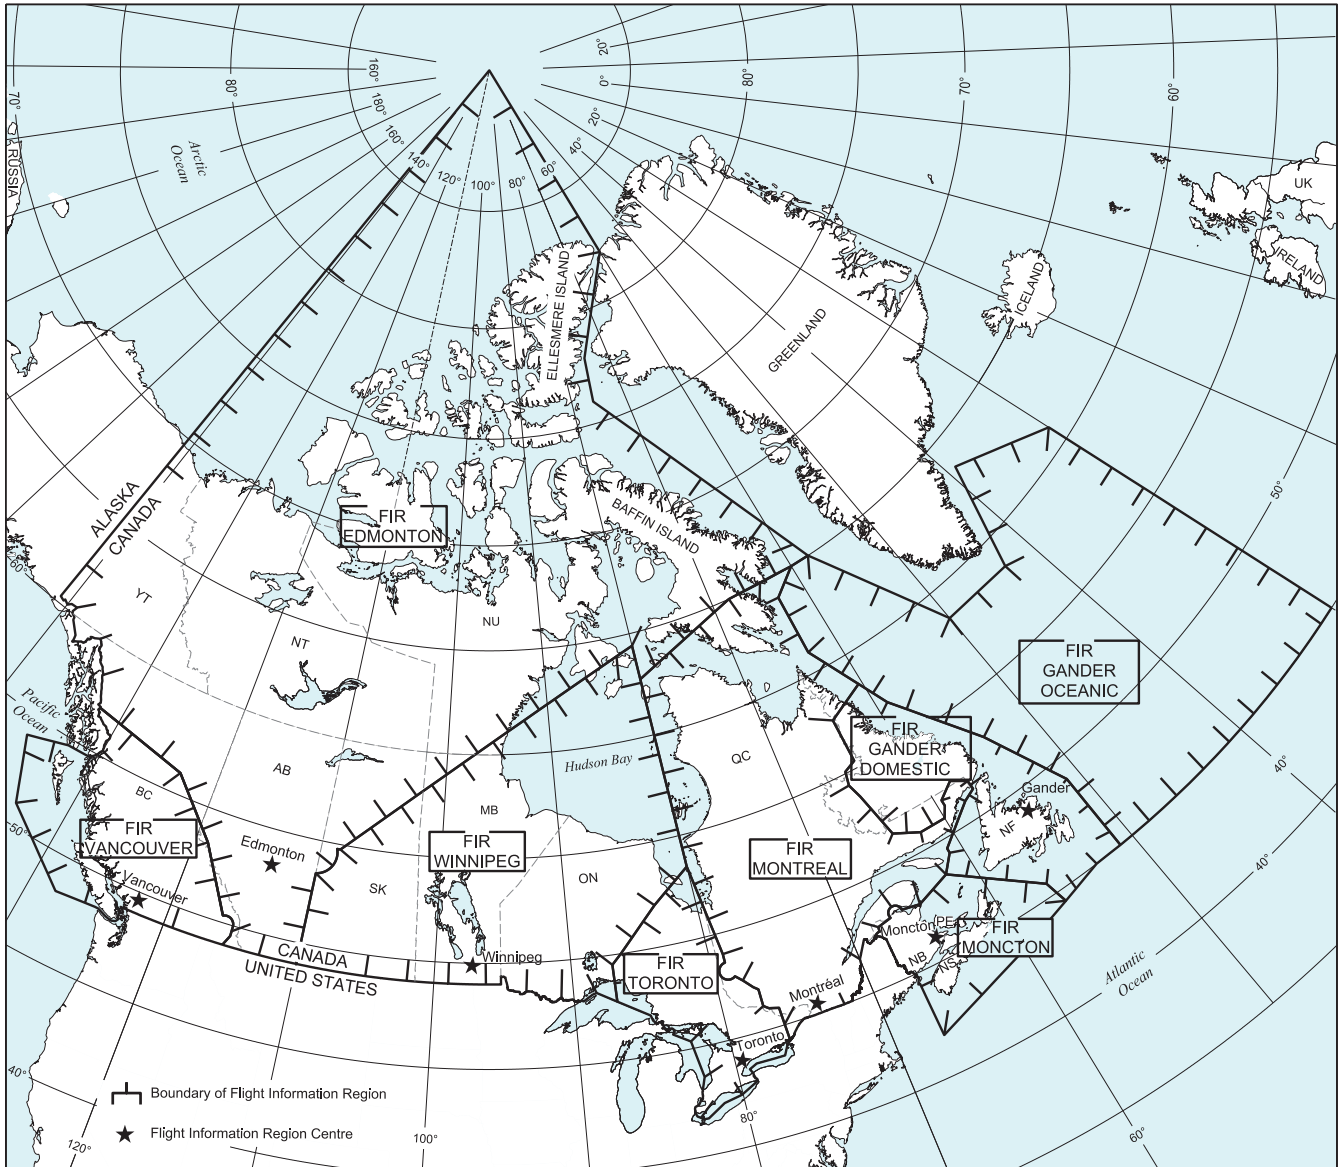 160°
180°
160°
140°
120°
100°
80°
60°
40°
20°
0°
20°
80°
70°
80°
70°
60°
50°
40°
40°
60°
80°
100°
120°
40°
50°
60°
RUSSIA
Arctic
Ocean
UK
IRELAND
ICELAND
GREENLAND
ELLESMERE ISLAND
BAFFIN ISLAND
ALASKA
CANADA
FIR
EDMONTON
YT
NT
NU
Pacific
Ocean
FIR
GANDER
OCEANIC
FIR
GANDER
DOMESTIC
Hudson Bay
QC
AB
BC
MB
SK
ON
Gander
NF
FIR
VANCOUVER
Edmonton
Vancouver
FIR
WINNIPEG
FIR
MONTREAL
Winnipeg
CANADA
UNITED STATES
FIR
TORONTO
Moncton
PE
FIR
MONCTON
NB
NS
Montréal
Toronto
Atlantic
Ocean
Boundary of Flight Information Region
Flight Information Region Centre